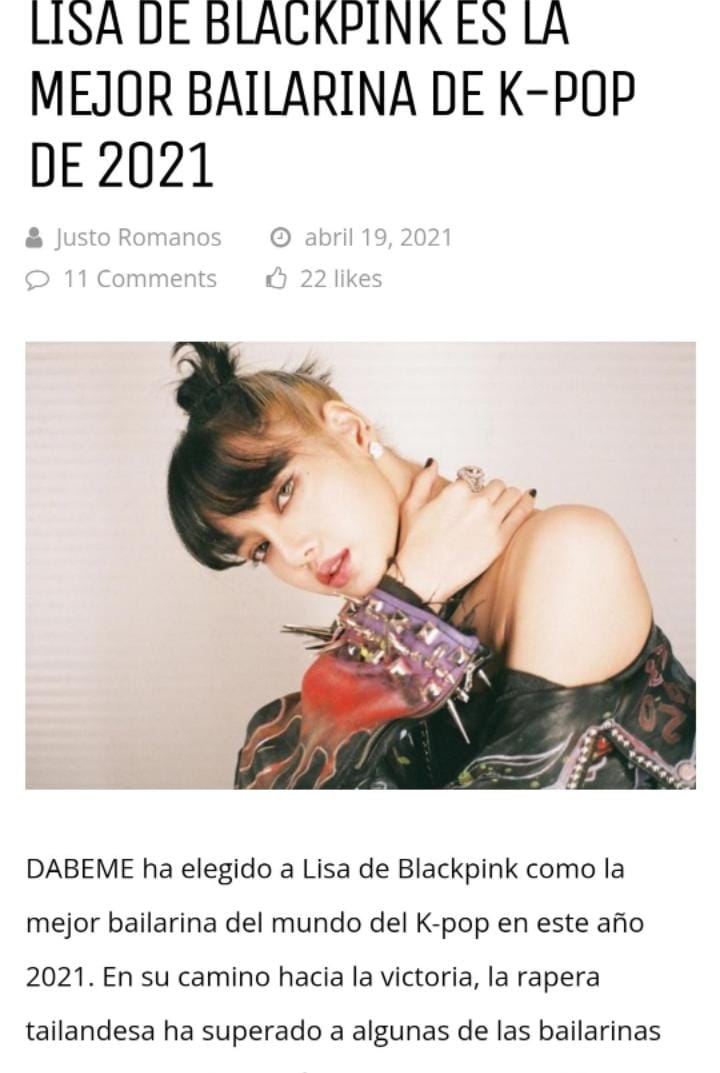 LISA DE BLACKPINK ES LA
MEJOR BAILARINA DE K-POP
DE 2021
Justo Romanos abril 19, 2021
11 Comments 22 likes
DABEME ha elegido a Lisa de Blackpink como la
mejor bailarina del mundo del K-pop en este año
2021. En su camino hacia la victoria, la rapera
tailandesa ha superado a algunas de las bailarinas